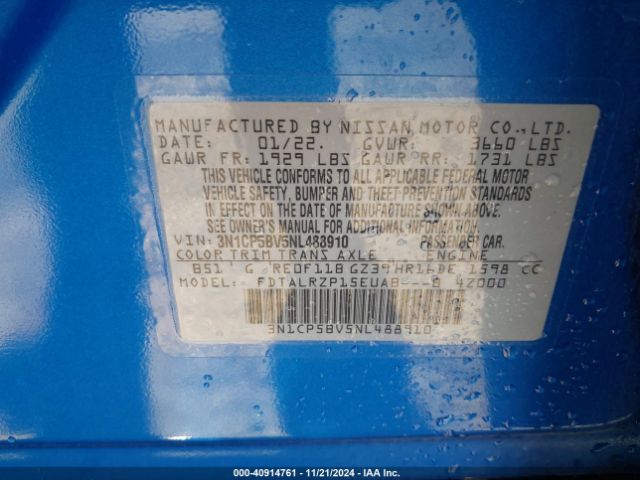 MANUFACTURED BY NISSAN MOTOR CO.,LTD.
DATE: 01/22. GVWR: 3660 LBS
GAWR FR: 1929 LBS GAWR RR: 1731 LBS
THIS VEHICLE CONFORMS TO ALL APPLICABLE FEDERAL MOTOR
VEHICLE SAFETY, BUMPER AND THEFT PREVENTION STANDARDS
IN EFFECT ON THE DATE OF MANUFACTURE SHOWN ABOVE.
SEE OWNER'S MANUAL FOR ADDITIONAL INFORMATION.
VIN: 3N1CP5BV5NL488910 PASSENGER CAR.
COLOR TRIM TRANS AXLE ENGINE
B51 G RE0F11B GZ39 HR16DE 1598 CC
MODEL: FDTALRZP15EUAB---B 4Z000
3N1CP5BV5NL488910
000-40914761 - 11/21/2024 - IAA Inc.